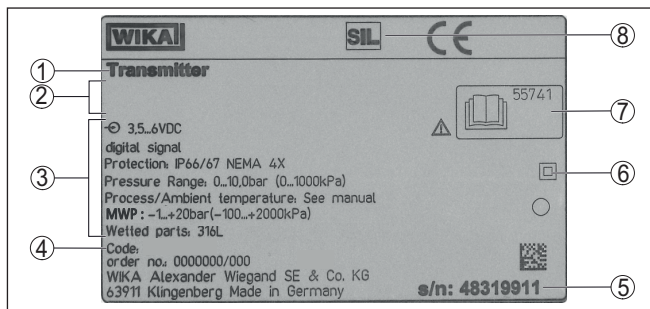 WIKAI
SIL
CE
8
1
Transmitter
2
55741
7
3,5...6VDC
digital signal
Protection: IP66/67 NEMA 4X
3
Pressure Range: 0...10,0bar (0...1000kPa)
6
Process/Ambient temperature: See manual
MWP: -1...+20bar(-100...+2000kPa)
Wetted parts: 316L
4
Code:
order no.: 0000000/000
WIKA Alexander Wiegand SE & Co. KG
63911 Klingenberg Made in Germany
s/n: 48319911
5